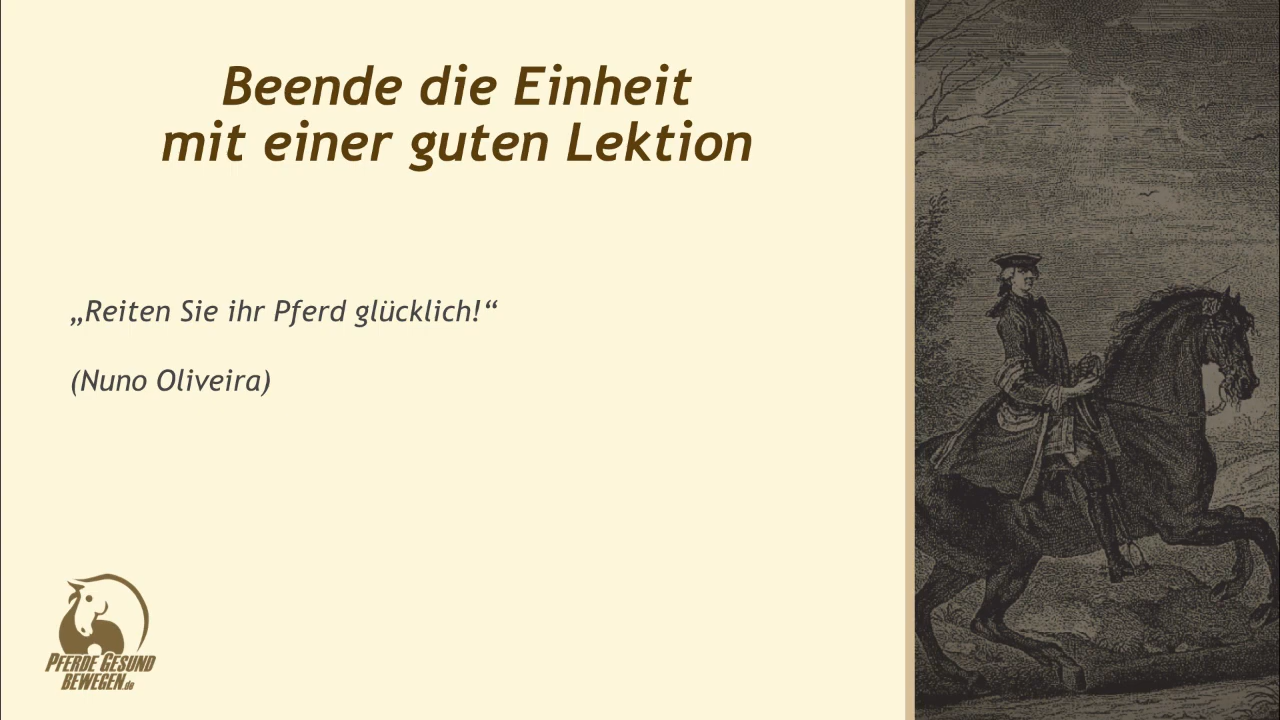 Beende die Einheit
mit einer guten Lektion
„Reiten Sie ihr Pferd glücklich!“
(Nuno Oliveira)
PFERDE GESUND
BEWEGEN.de